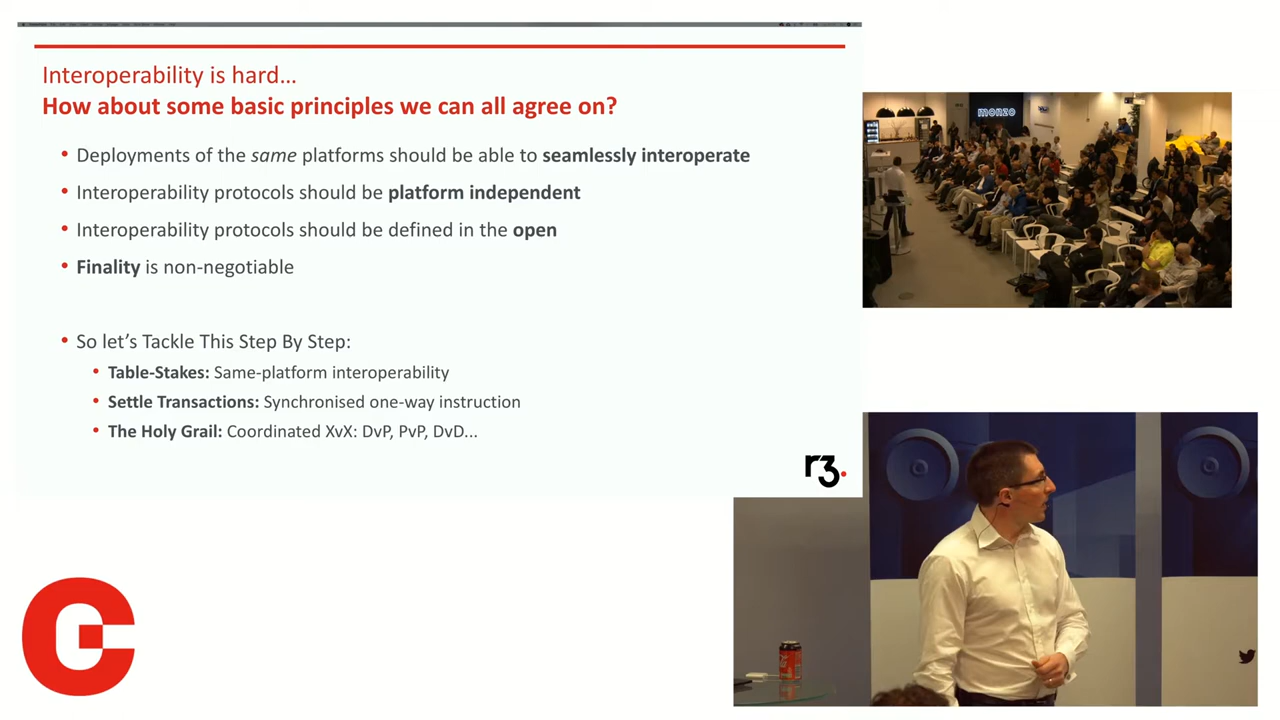 Interoperability is hard...
How about some basic principles we can all agree on?
• Deployments of the same platforms should be able to seamlessly interoperate
• Interoperability protocols should be platform independent
• Interoperability protocols should be defined in the open
• Finality is non-negotiable
• So let's Tackle This Step By Step:
• Table-Stakes: Same-platform interoperability
• Settle Transactions: Synchronised one-way instruction
• The Holy Grail: Coordinated XvX: DvP, PvP, DvD...
r3.
monzo